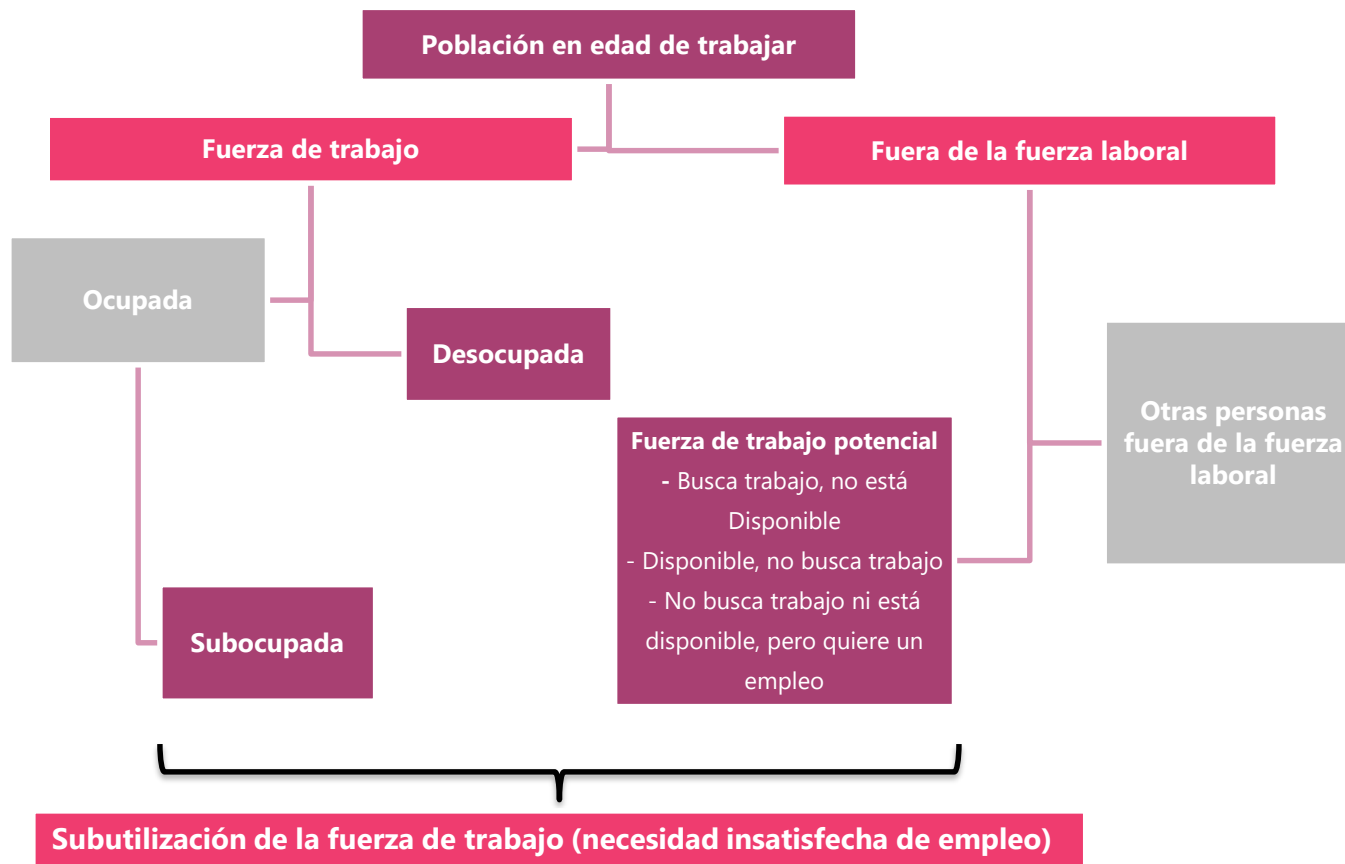 Población en edad de trabajar
Fuerza de trabajo
Fuera de la fuerza laboral
Ocupada
Desocupada
Otras personas
fuera de la fuerza
laboral
Fuerza de trabajo potencial
- Busca trabajo, no está
Disponible
- Disponible, no busca trabajo
- No busca trabajo ni está
disponible, pero quiere un
empleo
Subocupada
Subutilización de la fuerza de trabajo (necesidad insatisfecha de empleo)